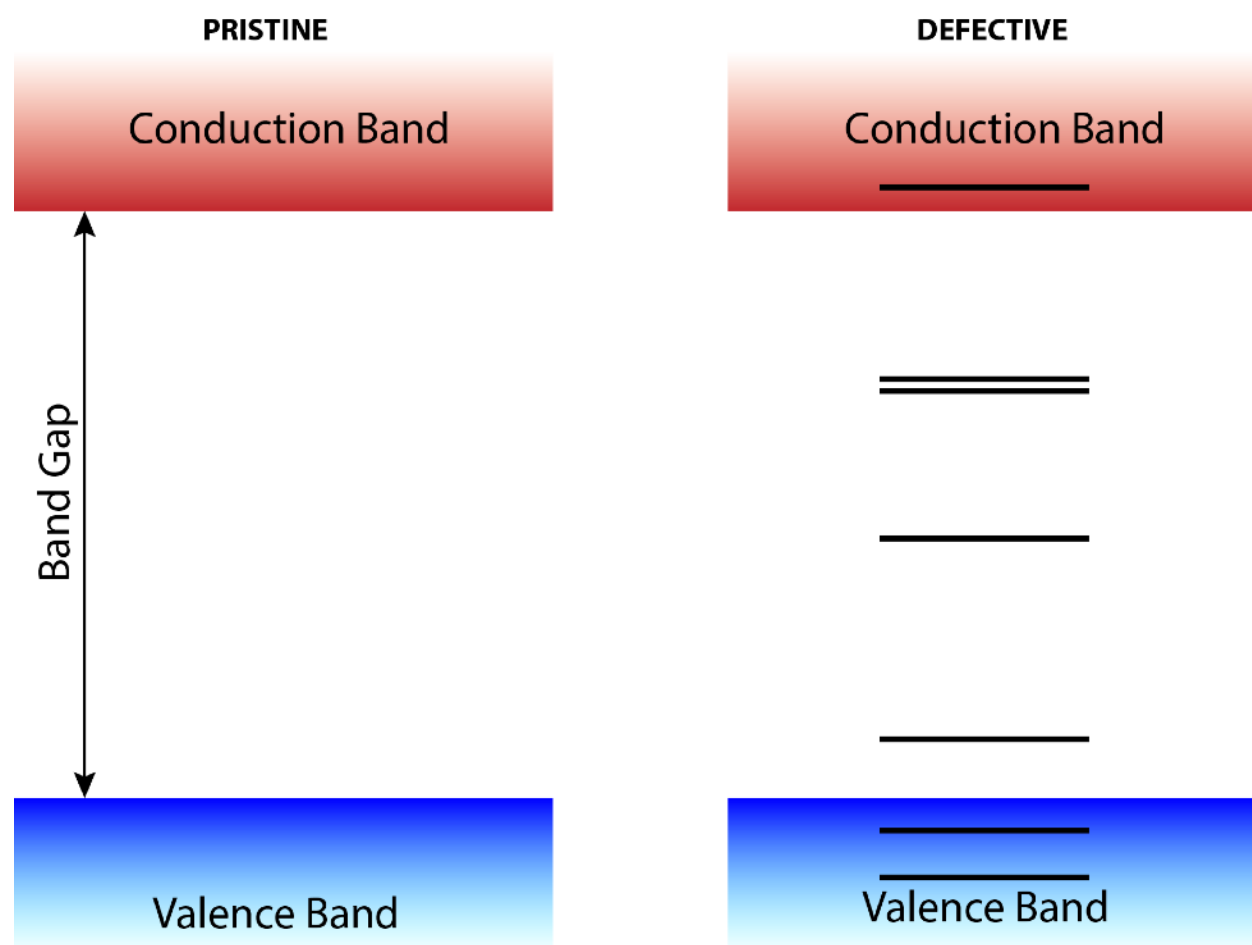 PRISTINE
DEFECTIVE
Conduction Band
Conduction Band
Band Gap
Valence Band
Valence Band